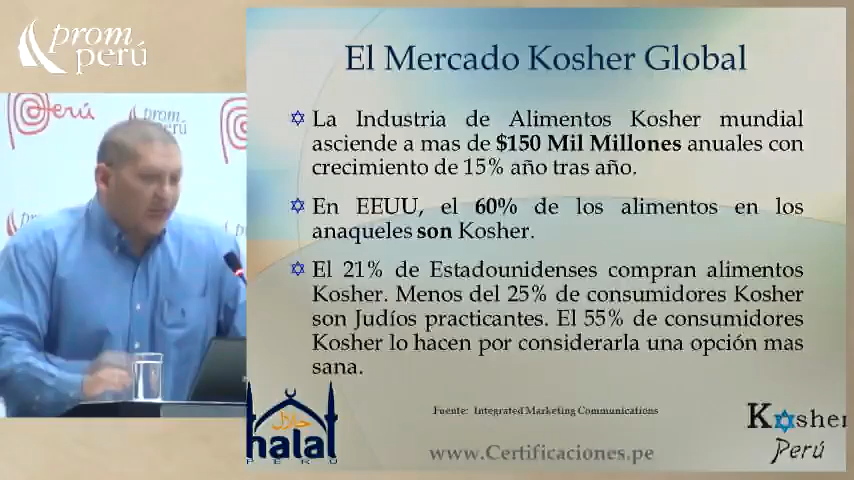 prom
perú
Perú
prom
perú
prom
El Mercado Kosher Global
La Industria de Alimentos Kosher mundial
asciende a mas de $150 Mil Millones anuales con
crecimiento de 15% año tras año.
En EEUU, el 60% de los alimentos en los
anaqueles son Kosher.
El 21% de Estadounidenses compran alimentos
Kosher. Menos del 25% de consumidores Kosher
son Judíos practicantes. El 55% de consumidores
Kosher lo hacen por considerarla una opción mas
sana.
Fuente: Integrated Marketing Communications
حلال
halal
PERÚ
www.Certificaciones.pe
Kosher
Perú